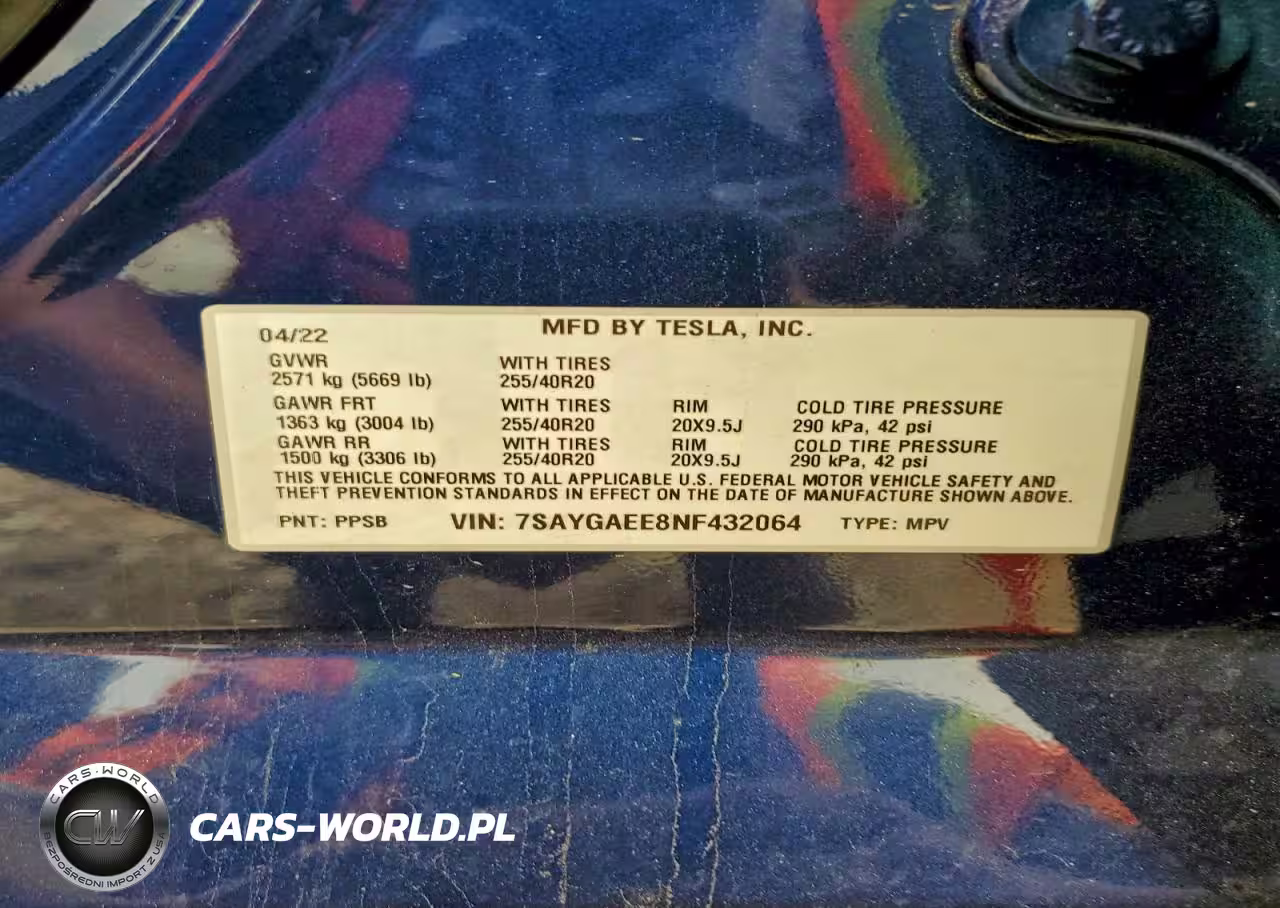 04/22 MFD BY TESLA, INC.
GVWR WITH TIRES
2571 kg (5669 lb) 255/40R20
GAWR FRT WITH TIRES RIM COLD TIRE PRESSURE
1363 kg (3004 lb) 255/40R20 20X9.5J 290 kPa, 42 psi
GAWR RR WITH TIRES RIM COLD TIRE PRESSURE
1500 kg (3306 lb) 255/40R20 20X9.5J 290 kPa, 42 psi
THIS VEHICLE CONFORMS TO ALL APPLICABLE U.S. FEDERAL MOTOR VEHICLE SAFETY AND
THEFT PREVENTION STANDARDS IN EFFECT ON THE DATE OF MANUFACTURE SHOWN ABOVE.
PNT: PPSB VIN: 7SAYGAEE8NF432064 TYPE: MPV
CARS-WORLD
CW
BEZPOŚREDNI IMPORT Z USA
CARS-WORLD.PL